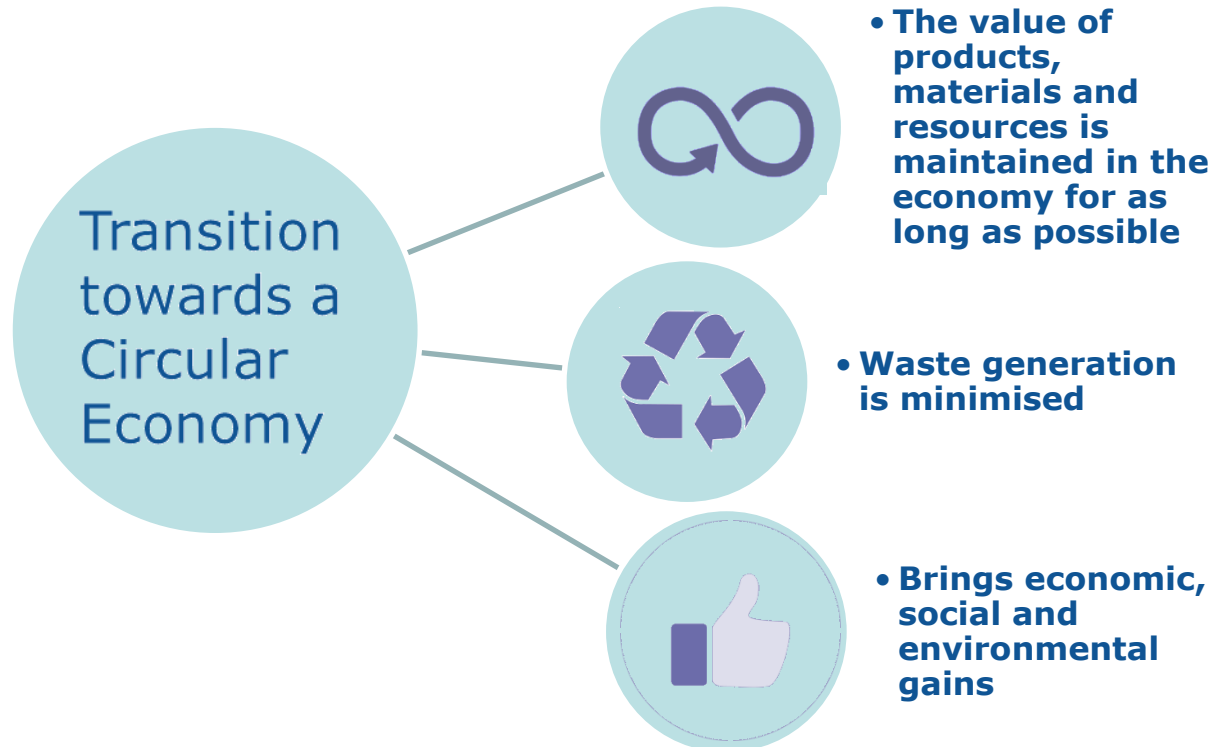 Transition
towards a
Circular
Economy
• The value of
products,
materials and
resources is
maintained in the
economy for as
long as possible
• Waste generation
is minimised
• Brings economic,
social and
environmental
gains